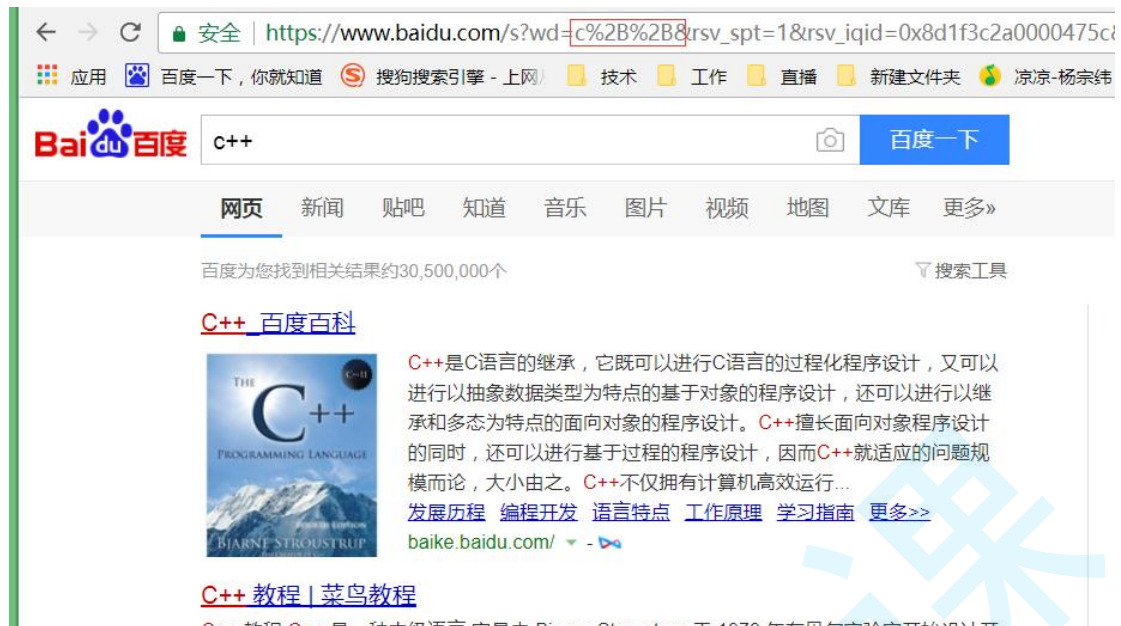 安全 | https://www.baidu.com/s?wd=c%2B%2B&rsv_spt=1&rsv_iqid=0x8d1f3c2a0000475c&
应用 百度一下，你就知道 搜狗搜索引擎 - 上网 技术 工作 直播 新建文件夹 凉凉-杨宗纬
Bai du 百度 c++ 百度一下
网页 新闻 贴吧 知道 音乐 图片 视频 地图 文库 更多»
百度为您找到相关结果约30,500,000个 搜索工具
C++_百度百科
THE C++ PROGRAMMING LANGUAGE
C++11
FOURTH EDITION
BJARNE STROUSTRUP
C++是C语言的继承，它既可以进行C语言的过程化程序设计，又可以
进行以抽象数据类型为特点的基于对象的程序设计，还可以进行以继
承和多态为特点的面向对象的程序设计。C++擅长面向对象程序设计
的同时，还可以进行基于过程的程序设计，因而C++就适应的问题规
模而论，大小由之。C++不仅拥有计算机高效运行...
发展历程 编程开发 语言特点 工作原理 学习指南 更多>>
baike.baidu.com/
C++ 教程 | 菜鸟教程
课